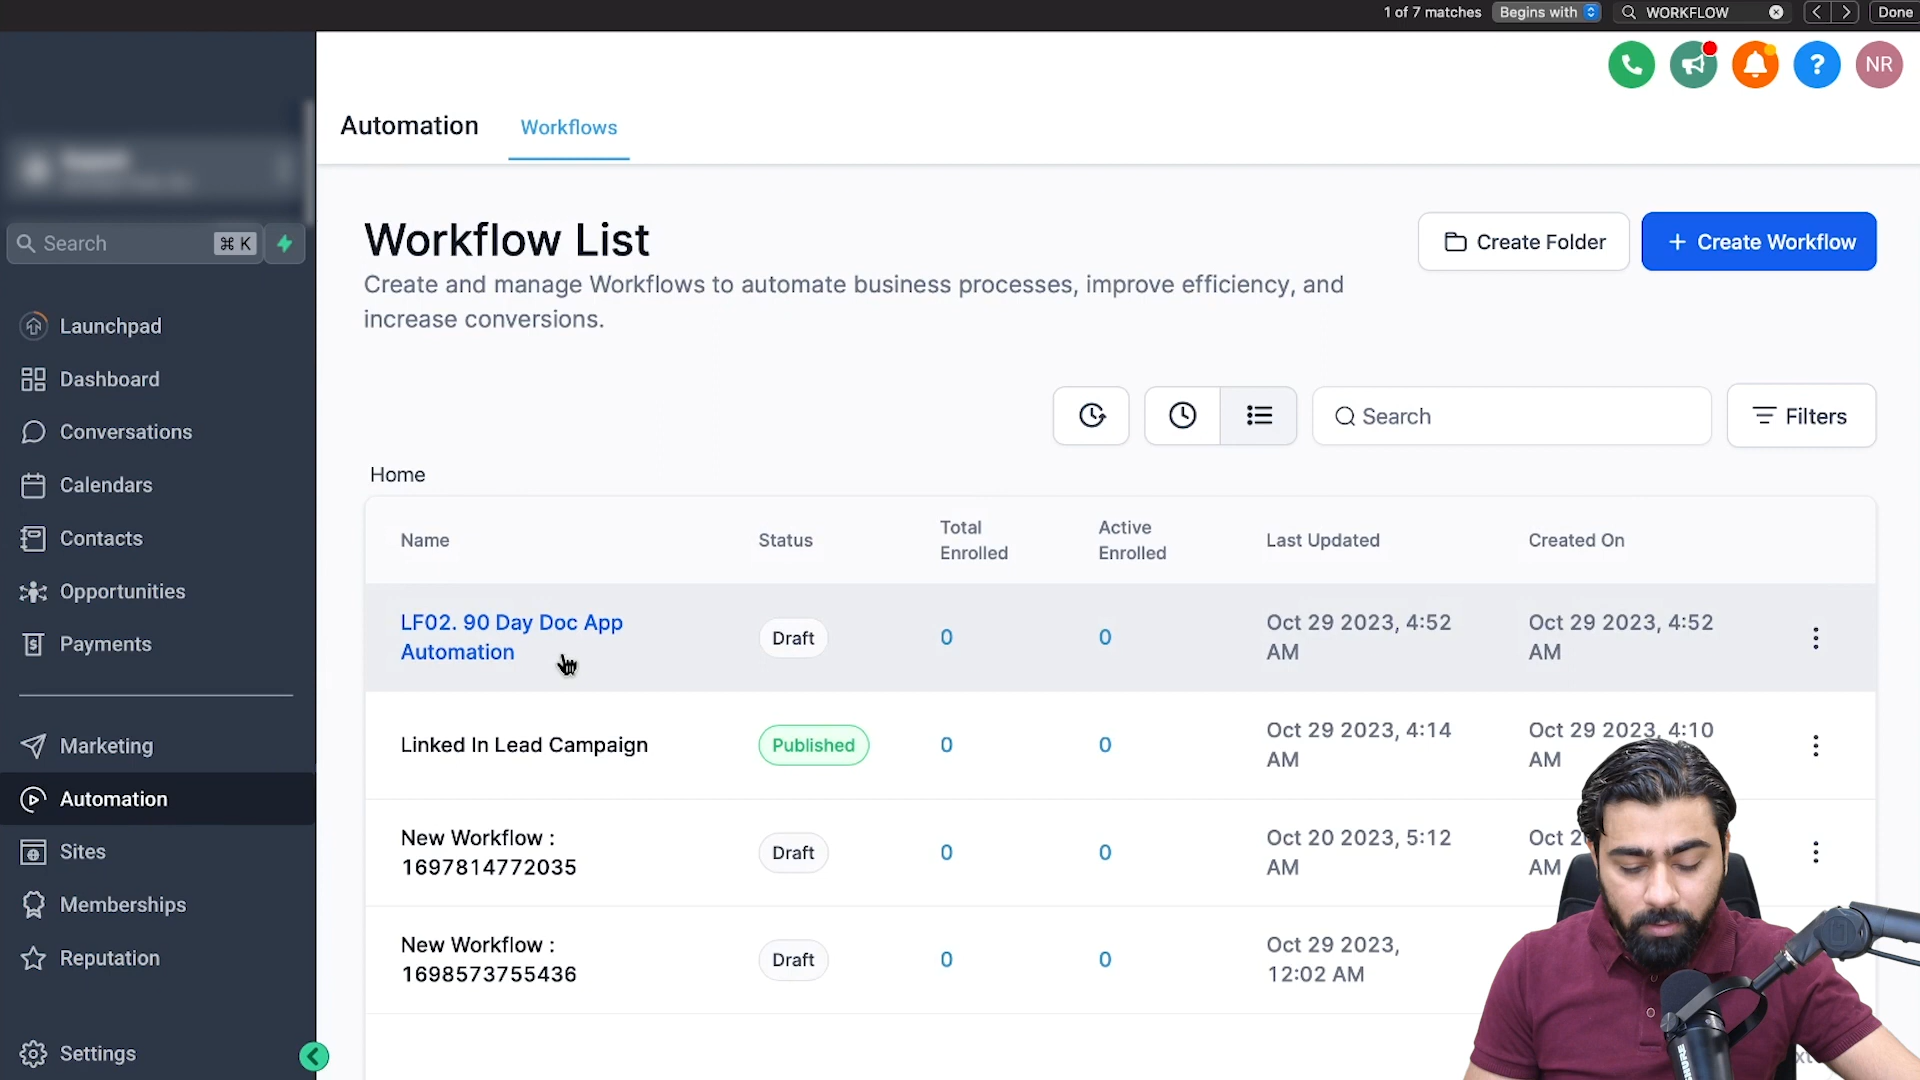 1 of 7 matches
Begins with
WORKFLOW
Done
NR
Automation
Workflows
Search
⌘ K
Launchpad
Dashboard
Conversations
Calendars
Contacts
Opportunities
Payments
Marketing
Automation
Sites
Memberships
Reputation
Settings
Workflow List
Create and manage Workflows to automate business processes, improve efficiency, and
increase conversions.
Create Folder
+ Create Workflow
Search
Filters
Home
Name
Status
Total
Enrolled
Active
Enrolled
Last Updated
Created On
LF02. 90 Day Doc App
Automation
Draft
0
0
Oct 29 2023, 4:52
AM
Oct 29 2023, 4:52
AM
Linked In Lead Campaign
Published
0
0
Oct 29 2023, 4:14
AM
Oct 29 2023, 4:10
AM
New Workflow :
1697814772035
Draft
0
0
Oct 20 2023, 5:12
AM
Oct 2
AM
New Workflow :
1698573755436
Draft
0
0
Oct 29 2023,
12:02 AM
SHURE